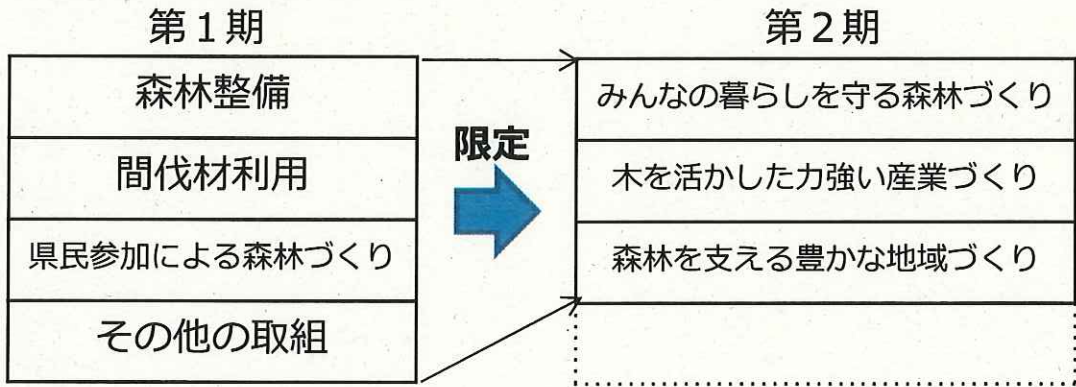 第1期
森林整備
間伐材利用
県民参加による森林づくり
その他の取組
限定
第2期
みんなの暮らしを守る森林づくり
木を活かした力強い産業づくり
森林を支える豊かな地域づくり